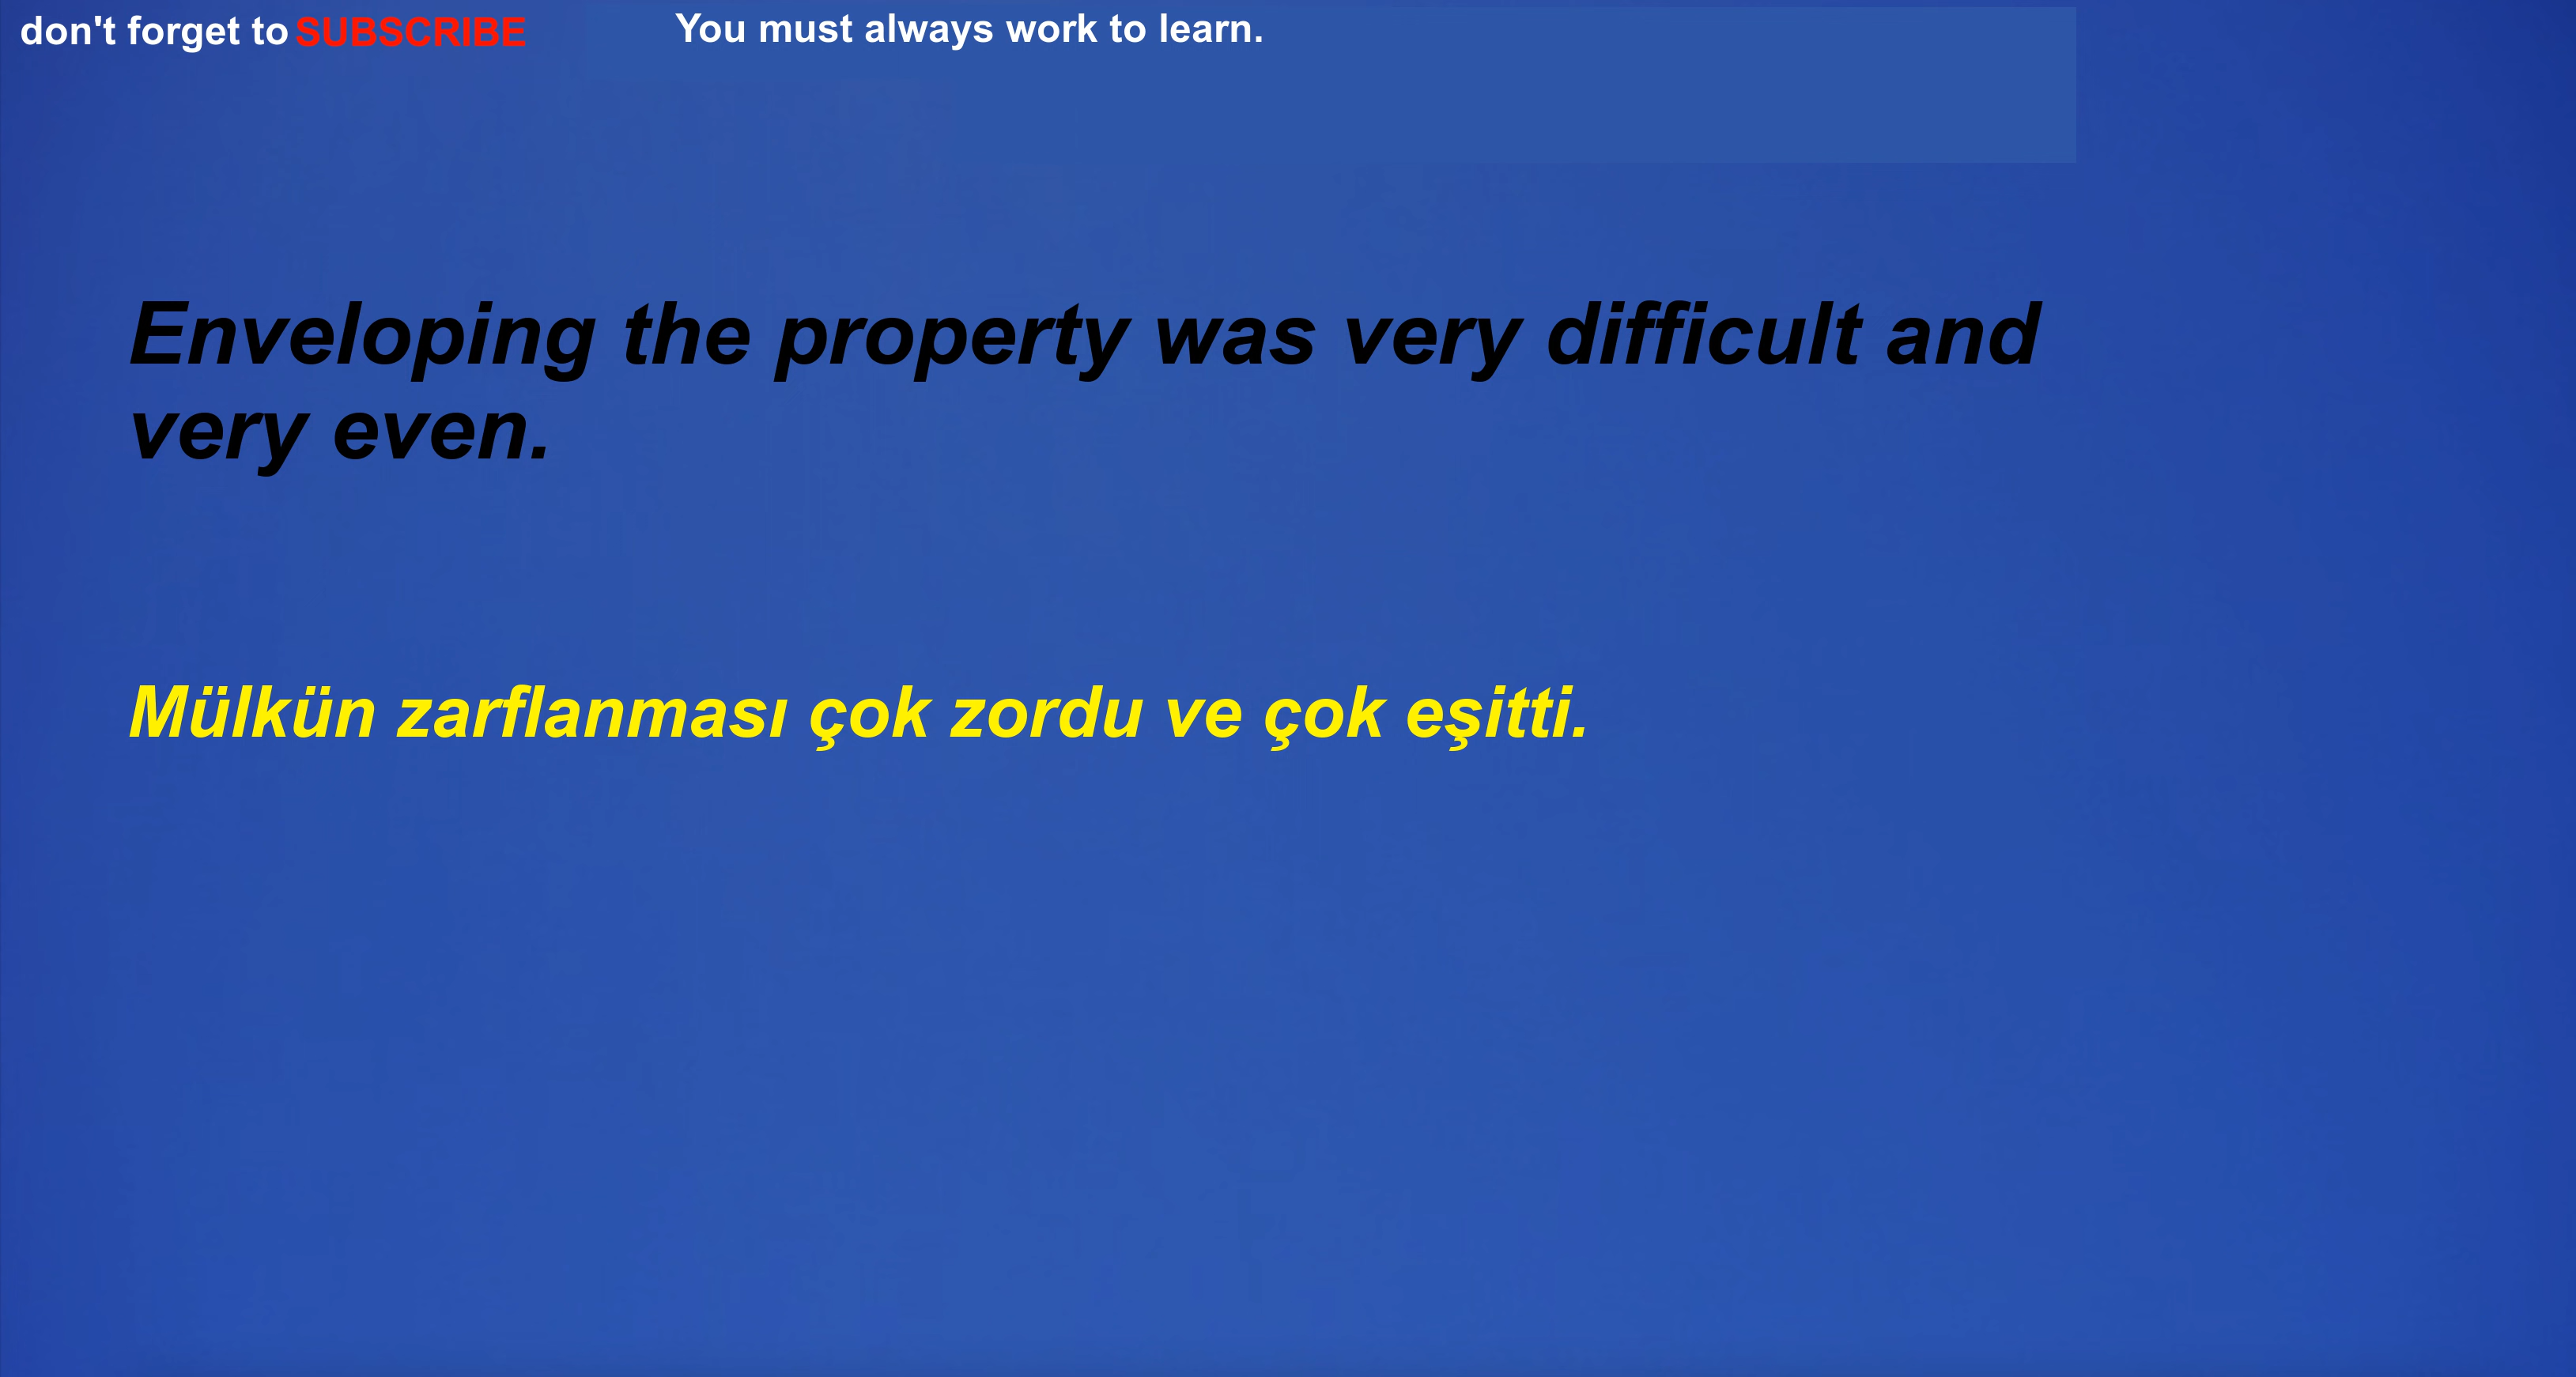 don't forget to SUBSCRIBE
You must always work to learn.
Enveloping the property was very difficult and
very even.
Mülkün zarflanması çok zordu ve çok eşitti.